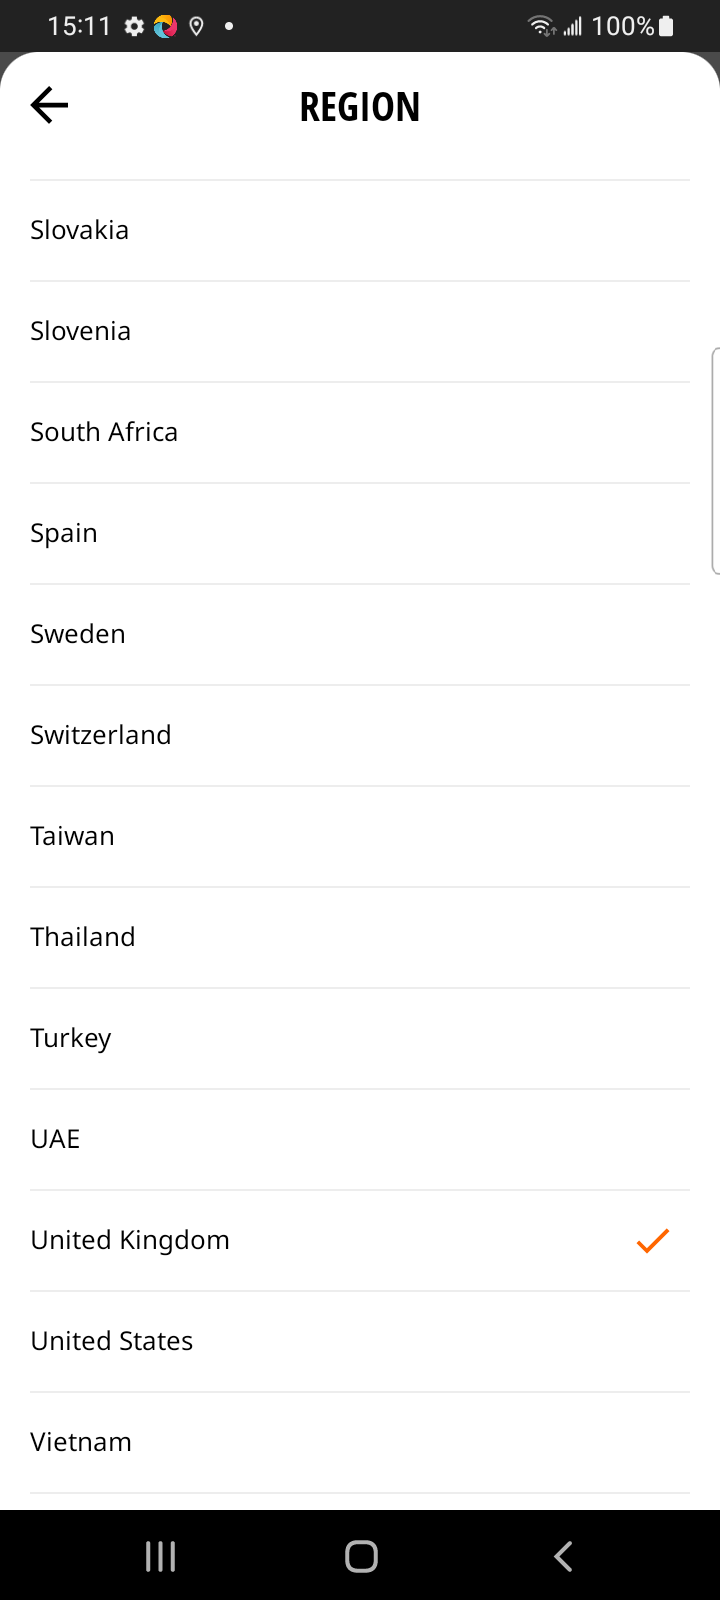 15:11
100%
REGION
Slovakia
Slovenia
South Africa
Spain
Sweden
Switzerland
Taiwan
Thailand
Turkey
UAE
United Kingdom
United States
Vietnam